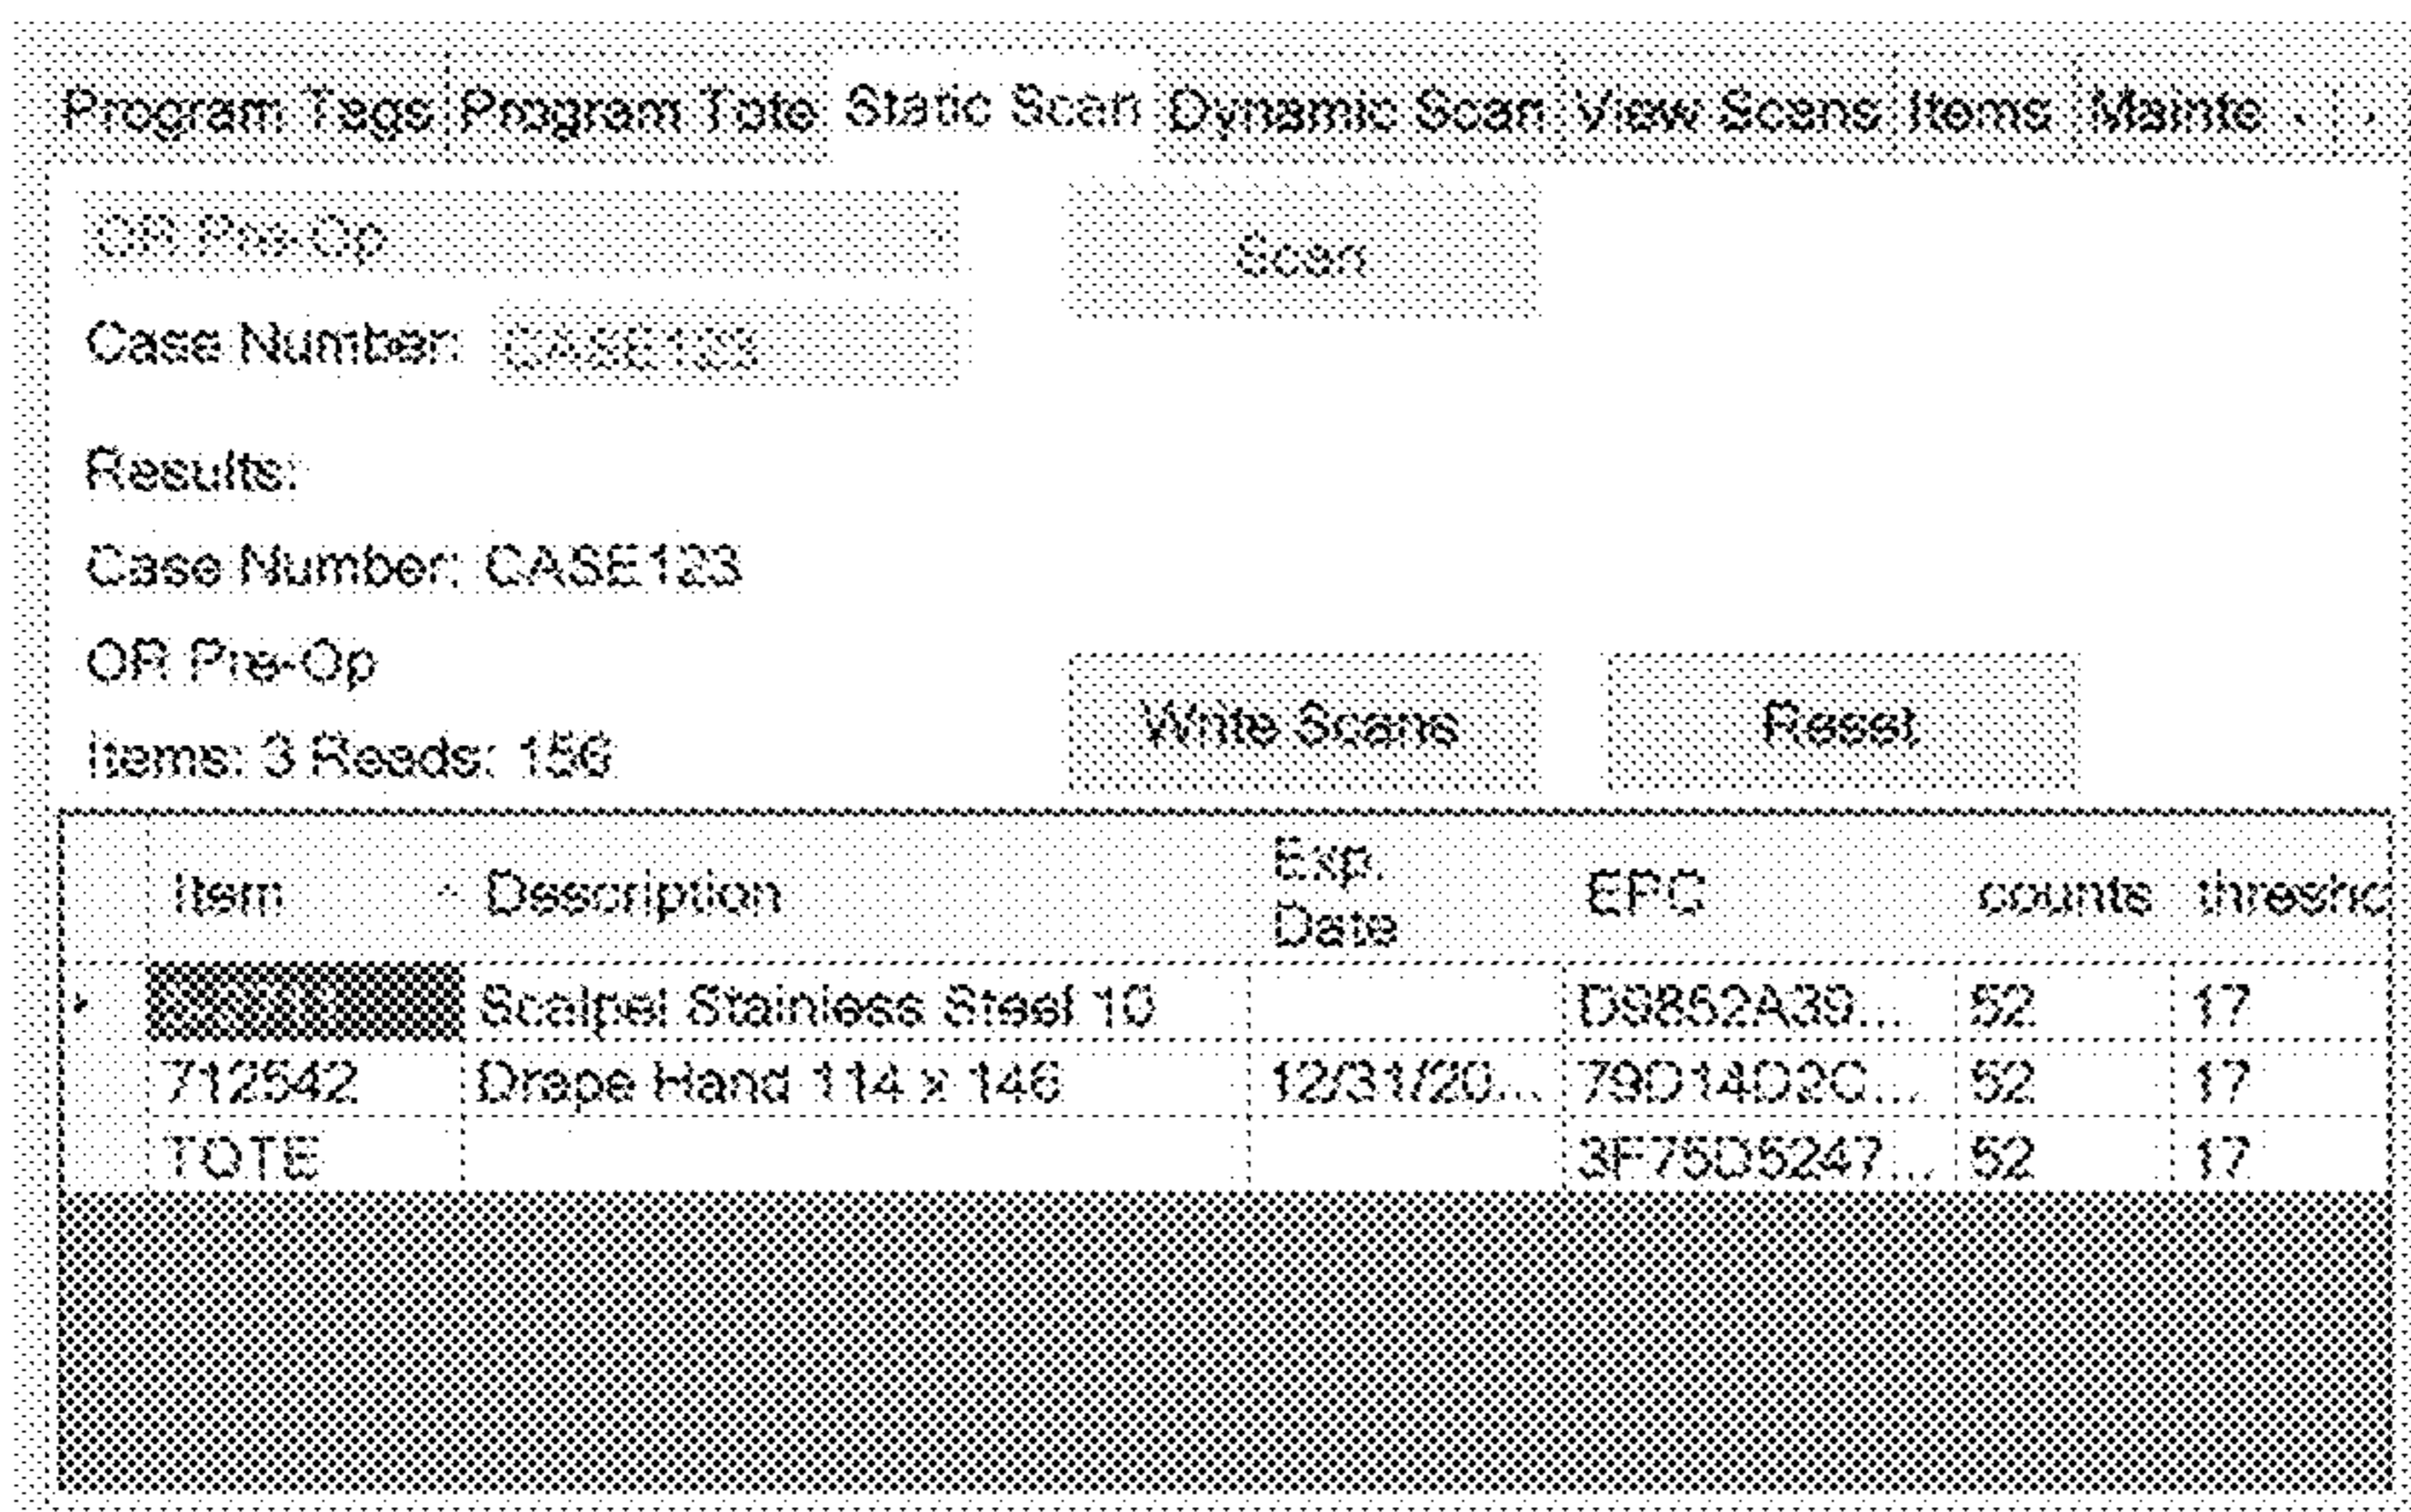 Program Tags Program Tote Static Scan Dynamic Scan View Scans Items Mainte
OR Pre-Op Scan
Case Number: CASE123
Results:
Case Number: CASE123
OR Pre-Op
Items: 3 Reads: 156 Write Scans Reset
Item Description Exp. Date EPC counts thresho
Scalpel Stainless Steel 10 D9852A39... 52 17
712542 Drape Hand 114 x 146 12/31/20... 79D14D2C... 52 17
TOTE 3F75D5247... 52 17